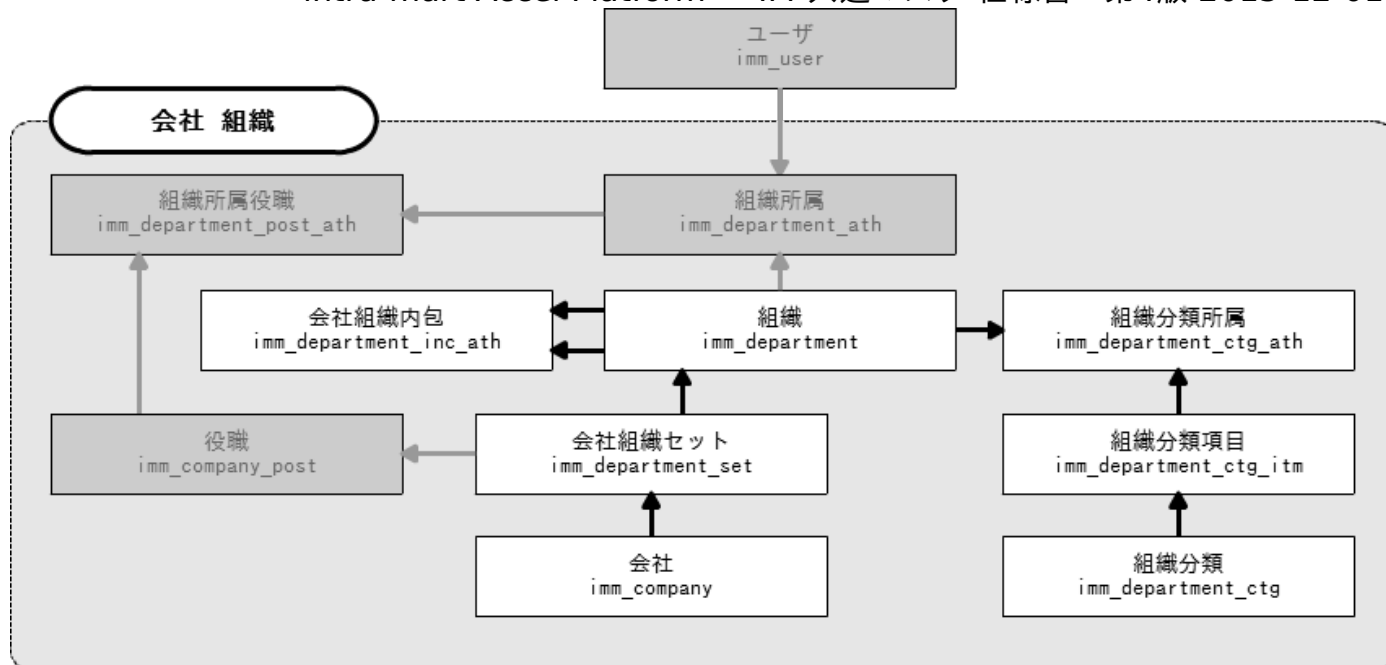 ユーザ
imm_user
会社 組織
組織所属役職
imm_department_post_ath
組織所属
imm_department_ath
会社組織内包
imm_department_inc_ath
組織
imm_department
組織分類所属
imm_department_ctg_ath
役職
imm_company_post
会社組織セット
imm_department_set
組織分類項目
imm_department_ctg_itm
会社
imm_company
組織分類
imm_department_ctg